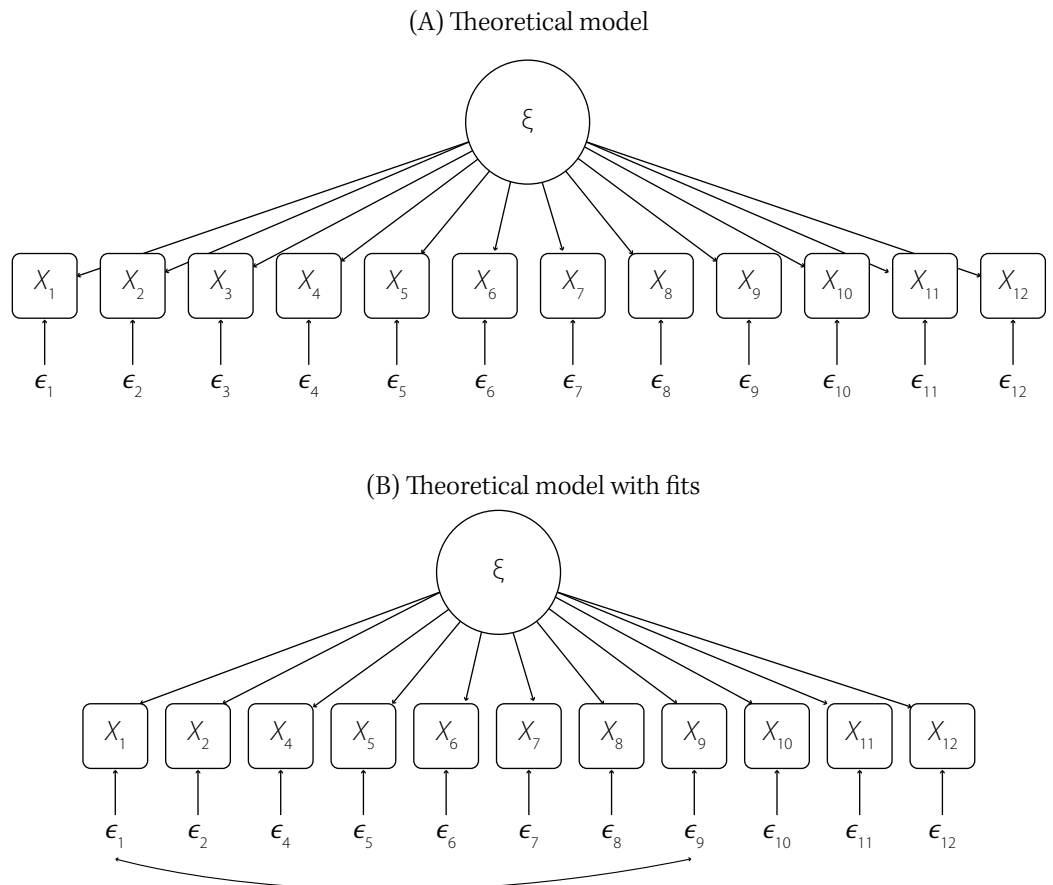 (A) Theoretical model
ξ
X₁ X₂ X₃ X₄ X₅ X₆ X₇ X₈ X₉ X₁₀ X₁₁ X₁₂
ϵ₁ ϵ₂ ϵ₃ ϵ₄ ϵ₅ ϵ₆ ϵ₇ ϵ₈ ϵ₉ ϵ₁₀ ϵ₁₁ ϵ₁₂
(B) Theoretical model with fits
ξ
X₁ X₂ X₄ X₅ X₆ X₇ X₈ X₉ X₁₀ X₁₁ X₁₂
ϵ₁ ϵ₂ ϵ₄ ϵ₅ ϵ₆ ϵ₇ ϵ₈ ϵ₉ ϵ₁₀ ϵ₁₁ ϵ₁₂